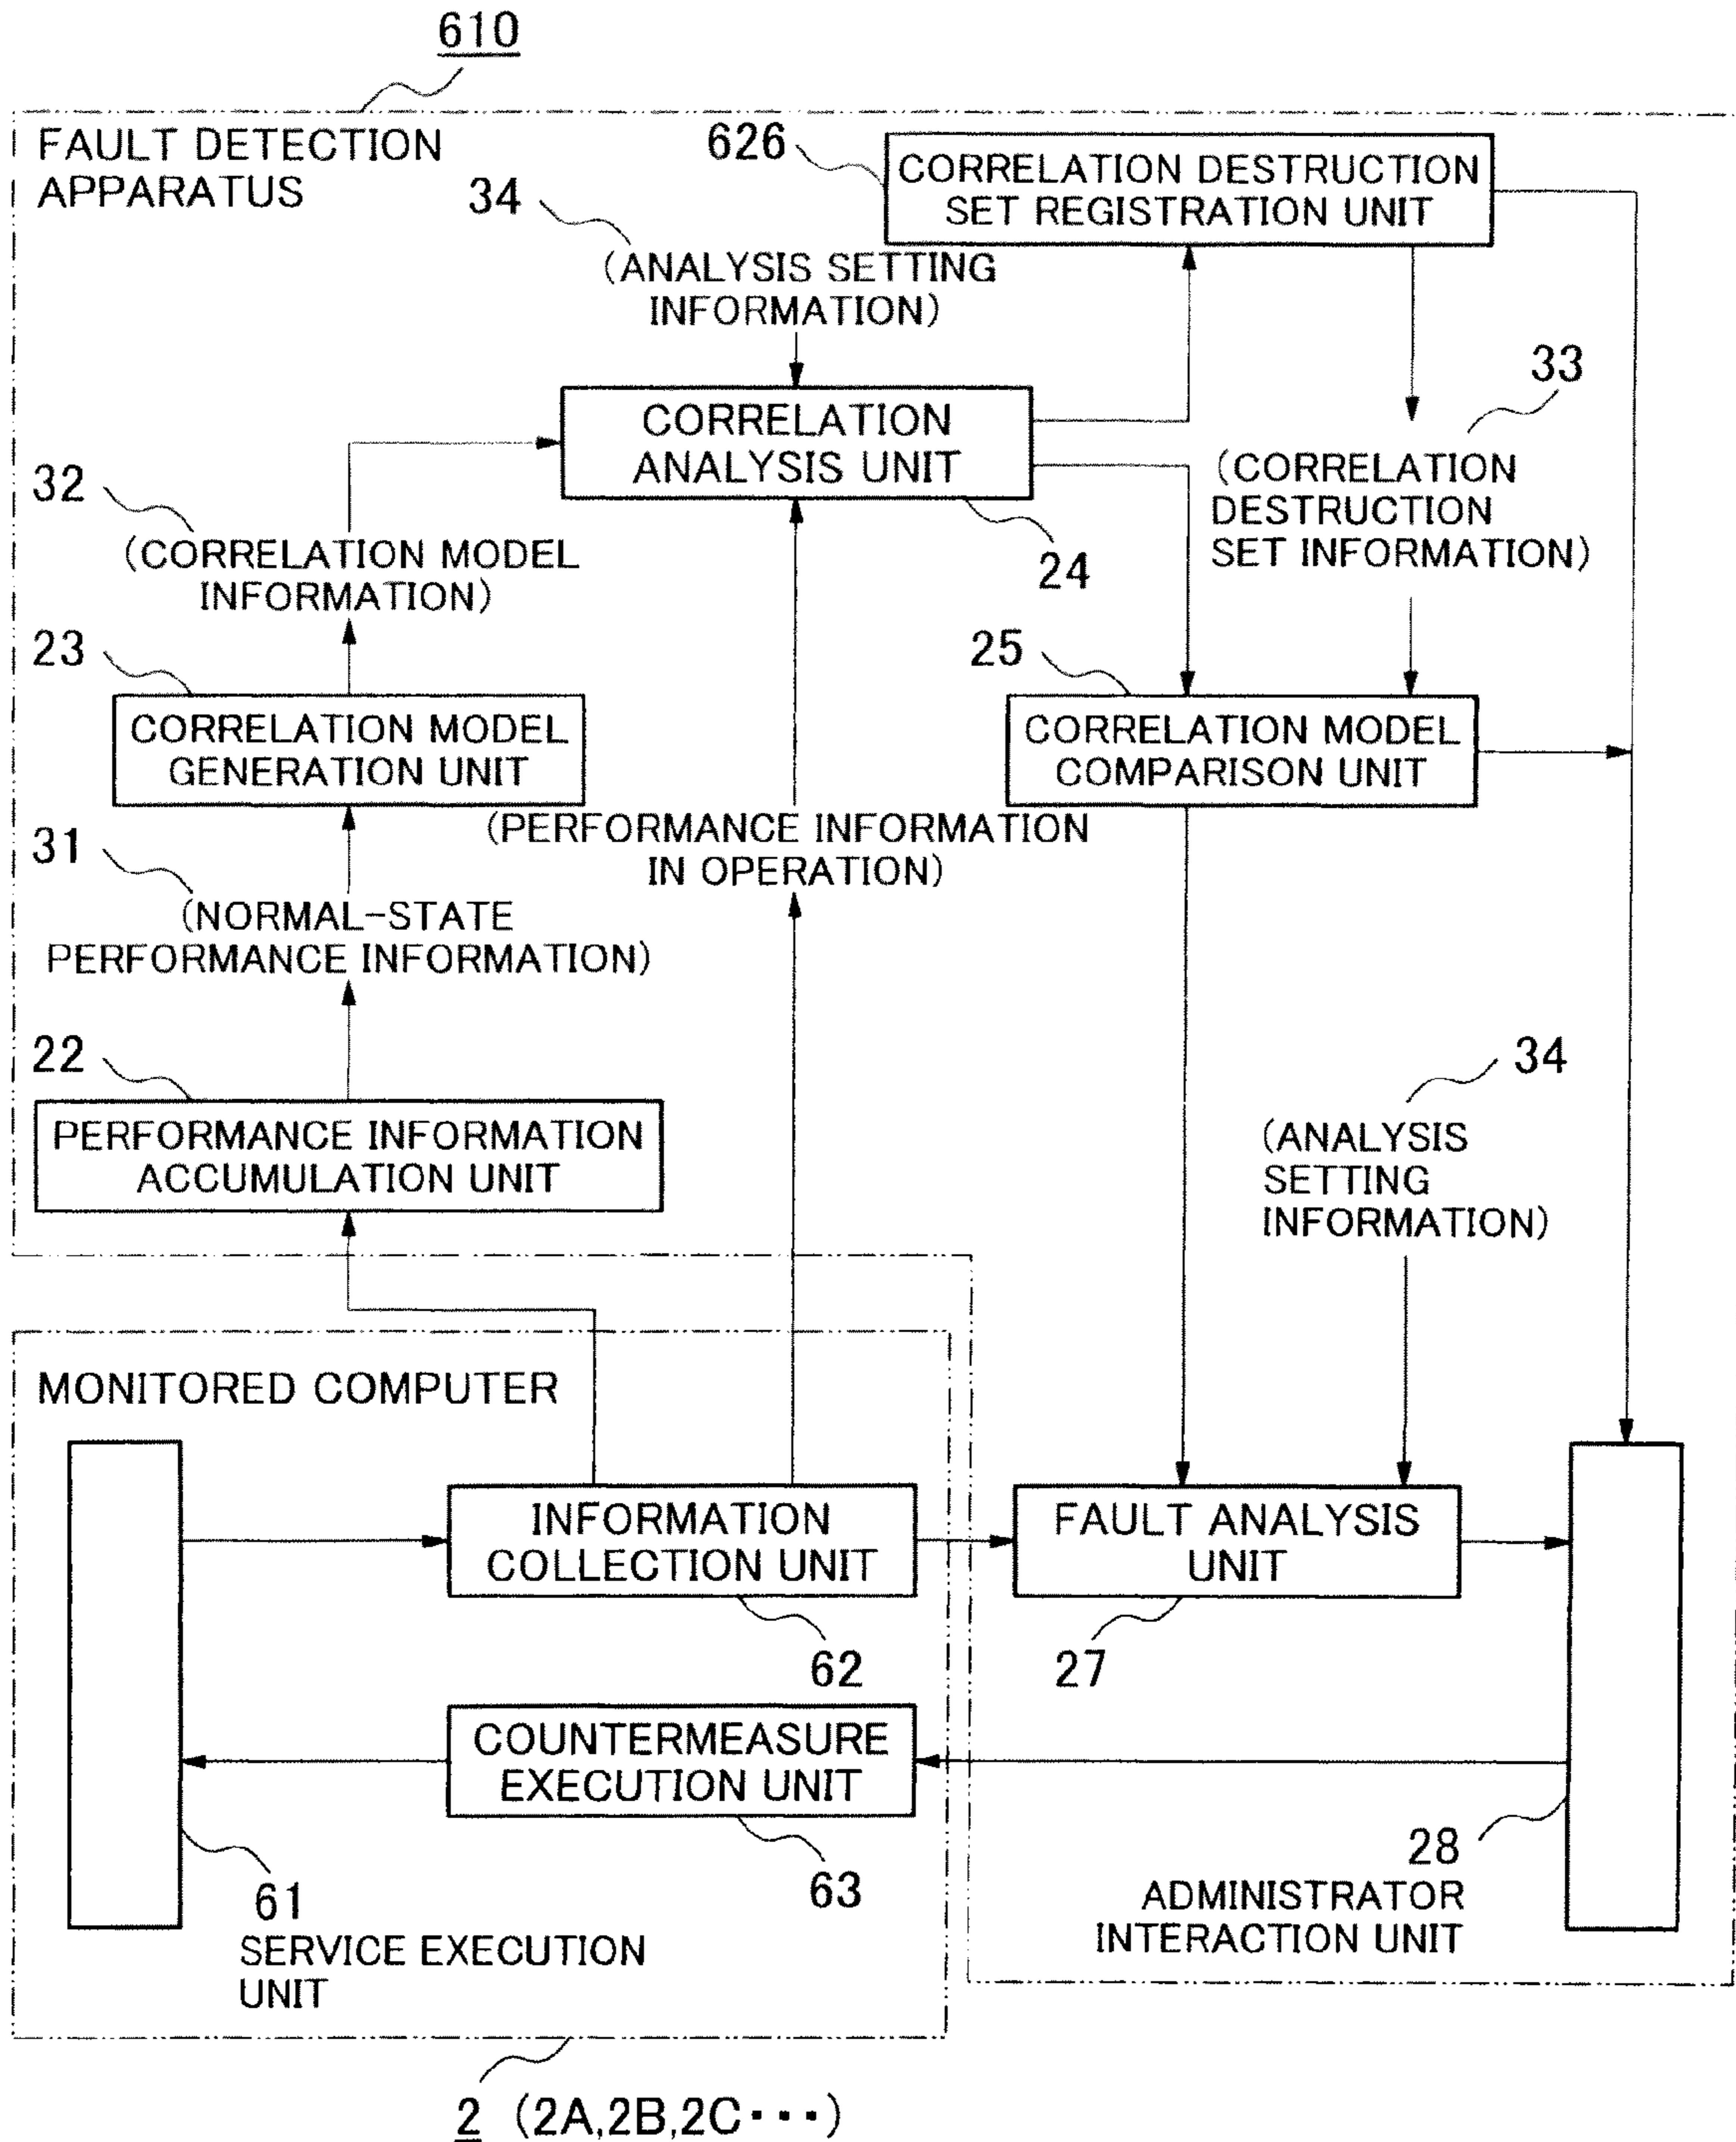 610
FAULT DETECTION
APPARATUS
626
CORRELATION DESTRUCTION
SET REGISTRATION UNIT
34
(ANALYSIS SETTING
INFORMATION)
33
CORRELATION
ANALYSIS UNIT
24
(CORRELATION
DESTRUCTION
SET INFORMATION)
32
(CORRELATION MODEL
INFORMATION)
23
CORRELATION MODEL
GENERATION UNIT
25
CORRELATION MODEL
COMPARISON UNIT
(PERFORMANCE INFORMATION
IN OPERATION)
31
(NORMAL-STATE
PERFORMANCE INFORMATION)
22
PERFORMANCE INFORMATION
ACCUMULATION UNIT
34
(ANALYSIS
SETTING
INFORMATION)
MONITORED COMPUTER
INFORMATION
COLLECTION UNIT
62
FAULT ANALYSIS
UNIT
27
COUNTERMEASURE
EXECUTION UNIT
63
61
SERVICE EXECUTION
UNIT
28
ADMINISTRATOR
INTERACTION UNIT
2 (2A,2B,2C···)